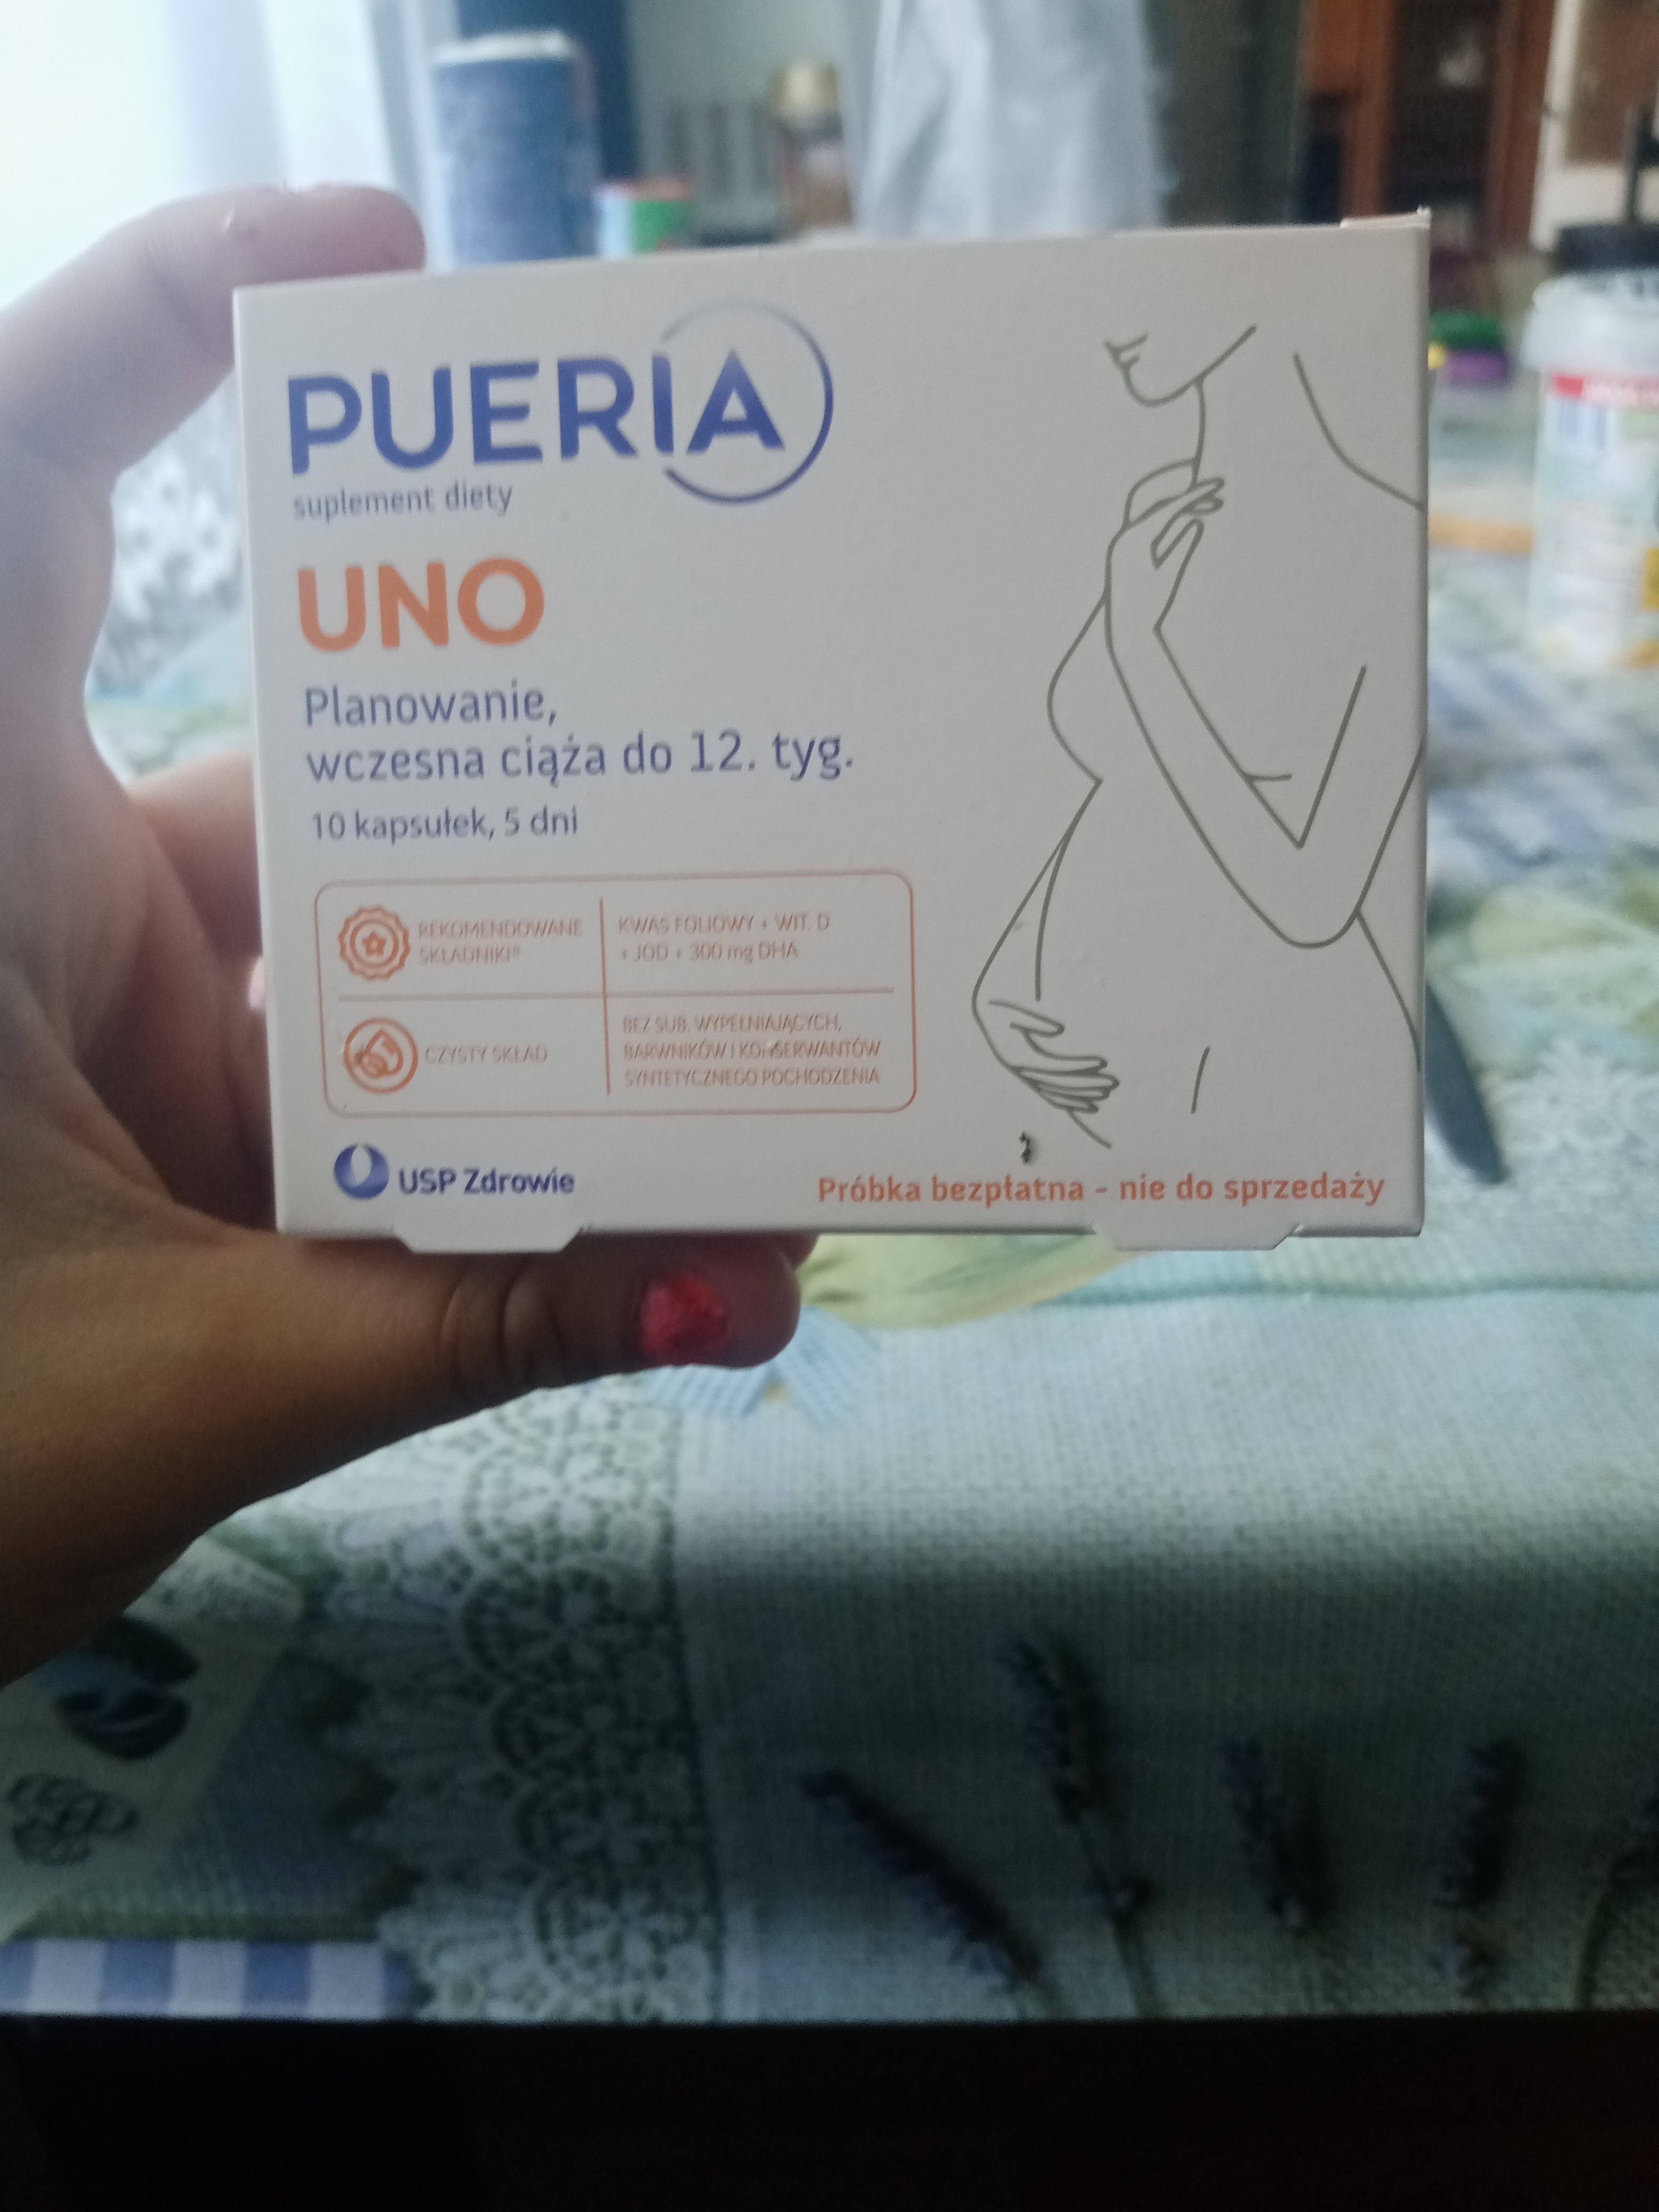 PUERIA
suplement diety
UNO
Planowanie,
wczesna ciąża do 12. tyg.
10 kapsułek, 5 dni
REKOMENDOWANE
SKŁADNIKI*
KWAS FOLIOWY + WIT. D
+ JOD + 300 mg DHA
CZYSTY SKŁAD
BEZ SUB. WYPEŁNIAJĄCYCH,
BARWNIKÓW I KONSERWANTÓW
SYNTETYCZNEGO POCHODZENIA
USP Zdrowie
Próbka bezpłatna - nie do sprzedaży